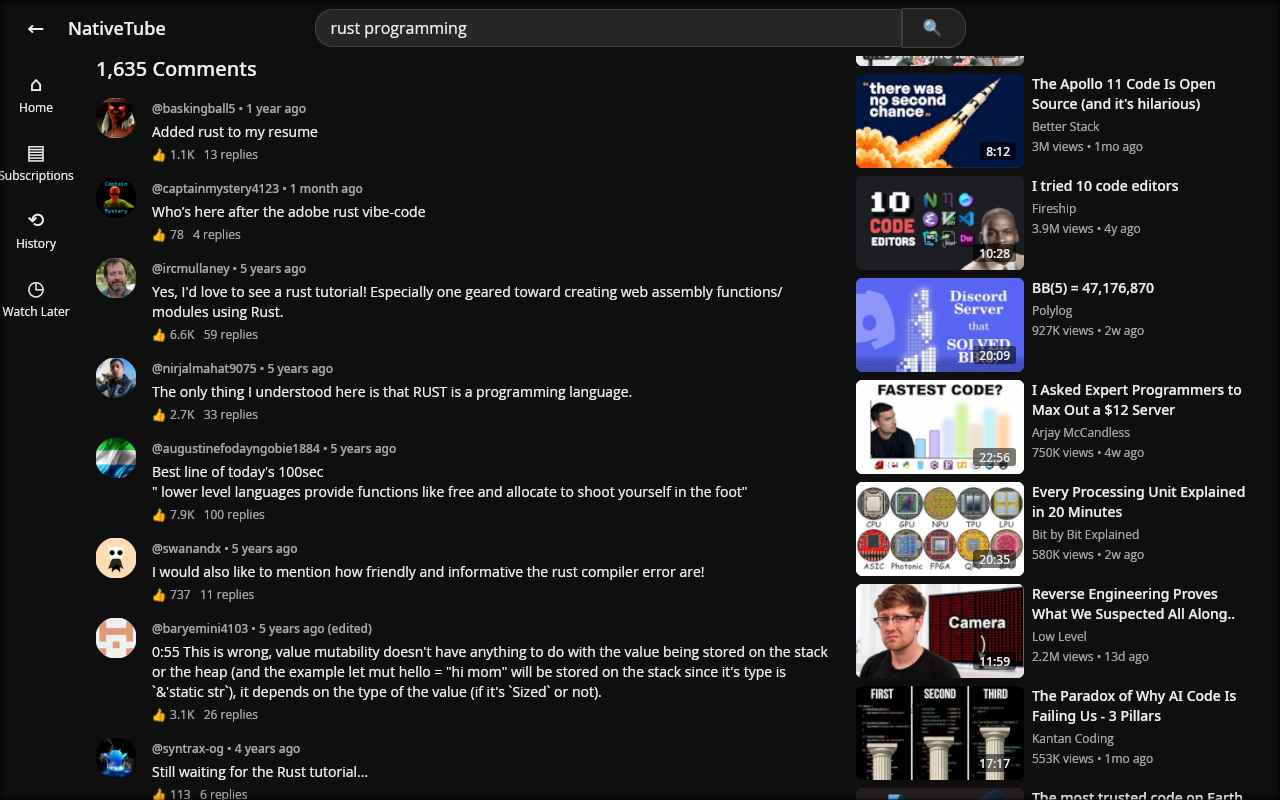 ← NativeTube
rust programming
Home
Subscriptions
History
Watch Later
1,635 Comments
@baskingball5 • 1 year ago
Added rust to my resume
👍 1.1K 13 replies
@captainmystery4123 • 1 month ago
Who's here after the adobe rust vibe-code
👍 78 4 replies
@ircmullaney • 5 years ago
Yes, I'd love to see a rust tutorial! Especially one geared toward creating web assembly functions/
modules using Rust.
👍 6.6K 59 replies
@nirjalmahat9075 • 5 years ago
The only thing I understood here is that RUST is a programming language.
👍 2.7K 33 replies
@augustinefodayngobie1884 • 5 years ago
Best line of today's 100sec
" lower level languages provide functions like free and allocate to shoot yourself in the foot"
👍 7.9K 100 replies
@swanandx • 5 years ago
I would also like to mention how friendly and informative the rust compiler error are!
👍 737 11 replies
@baryemini4103 • 5 years ago (edited)
0:55 This is wrong, value mutability doesn't have anything to do with the value being stored on the stack
or the heap (and the example let mut hello = "hi mom" will be stored on the stack since it's type is
`&'static str`), it depends on the type of the value (if it's `Sized` or not).
👍 3.1K 26 replies
@syntrax-og • 4 years ago
Still waiting for the Rust tutorial...
👍 113 6 replies
"there was
no second
chance"
8:12
The Apollo 11 Code Is Open
Source (and it's hilarious)
Better Stack
3M views • 1mo ago
10
CODE
EDITORS
Dw
10:28
I tried 10 code editors
Fireship
3.9M views • 4y ago
Discord
Server
that
SOLVED
20:09
BB(5) = 47,176,870
Polylog
927K views • 2w ago
FASTEST CODE?
22:56
I Asked Expert Programmers to
Max Out a $12 Server
Arjay McCandless
750K views • 4w ago
CPU GPU NPU TPU LPU
ASIC Photonic FPGA
20:35
Every Processing Unit Explained
in 20 Minutes
Bit by Bit Explained
580K views • 2w ago
Camera
11:59
Reverse Engineering Proves
What We Suspected All Along..
Low Level
2.2M views • 13d ago
FIRST SECOND THIRD
17:17
The Paradox of Why AI Code Is
Failing Us - 3 Pillars
Kantan Coding
553K views • 1mo ago
The most trusted code on Earth